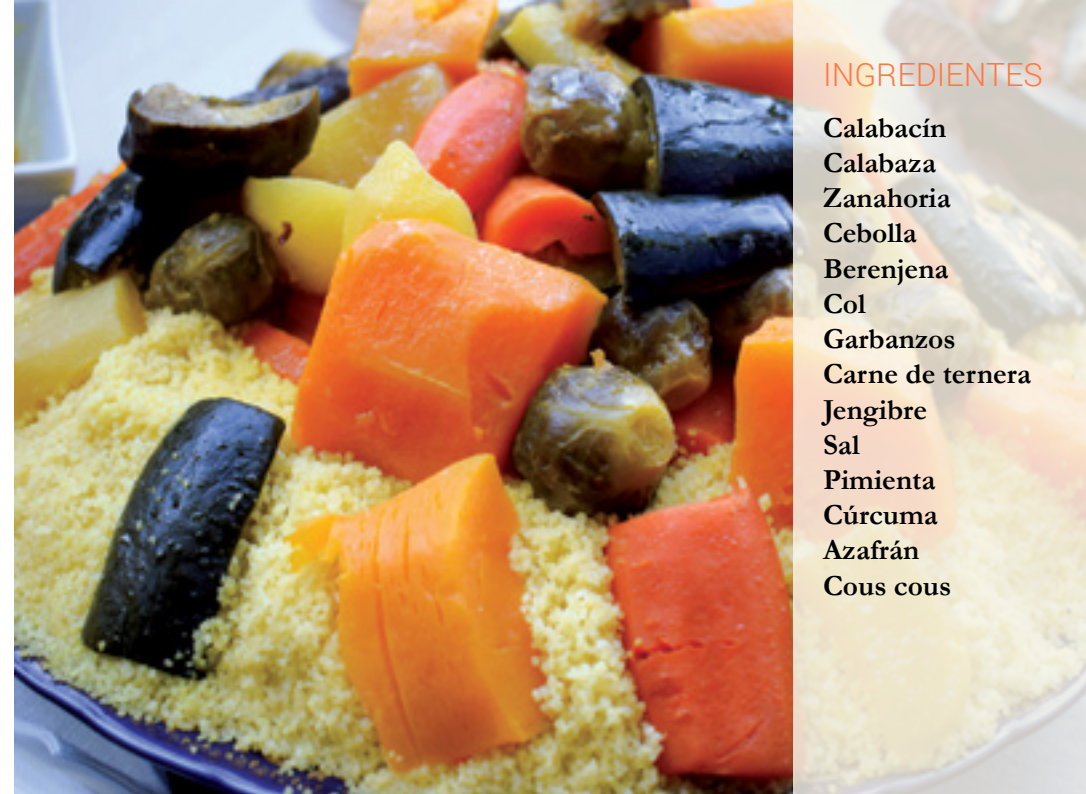 INGREDIENTES
Calabacín
Calabaza
Zanahoria
Cebolla
Berenjena
Col
Garbanzos
Carne de ternera
Jengibre
Sal
Pimienta
Cúrcuma
Azafrán
Cous cous